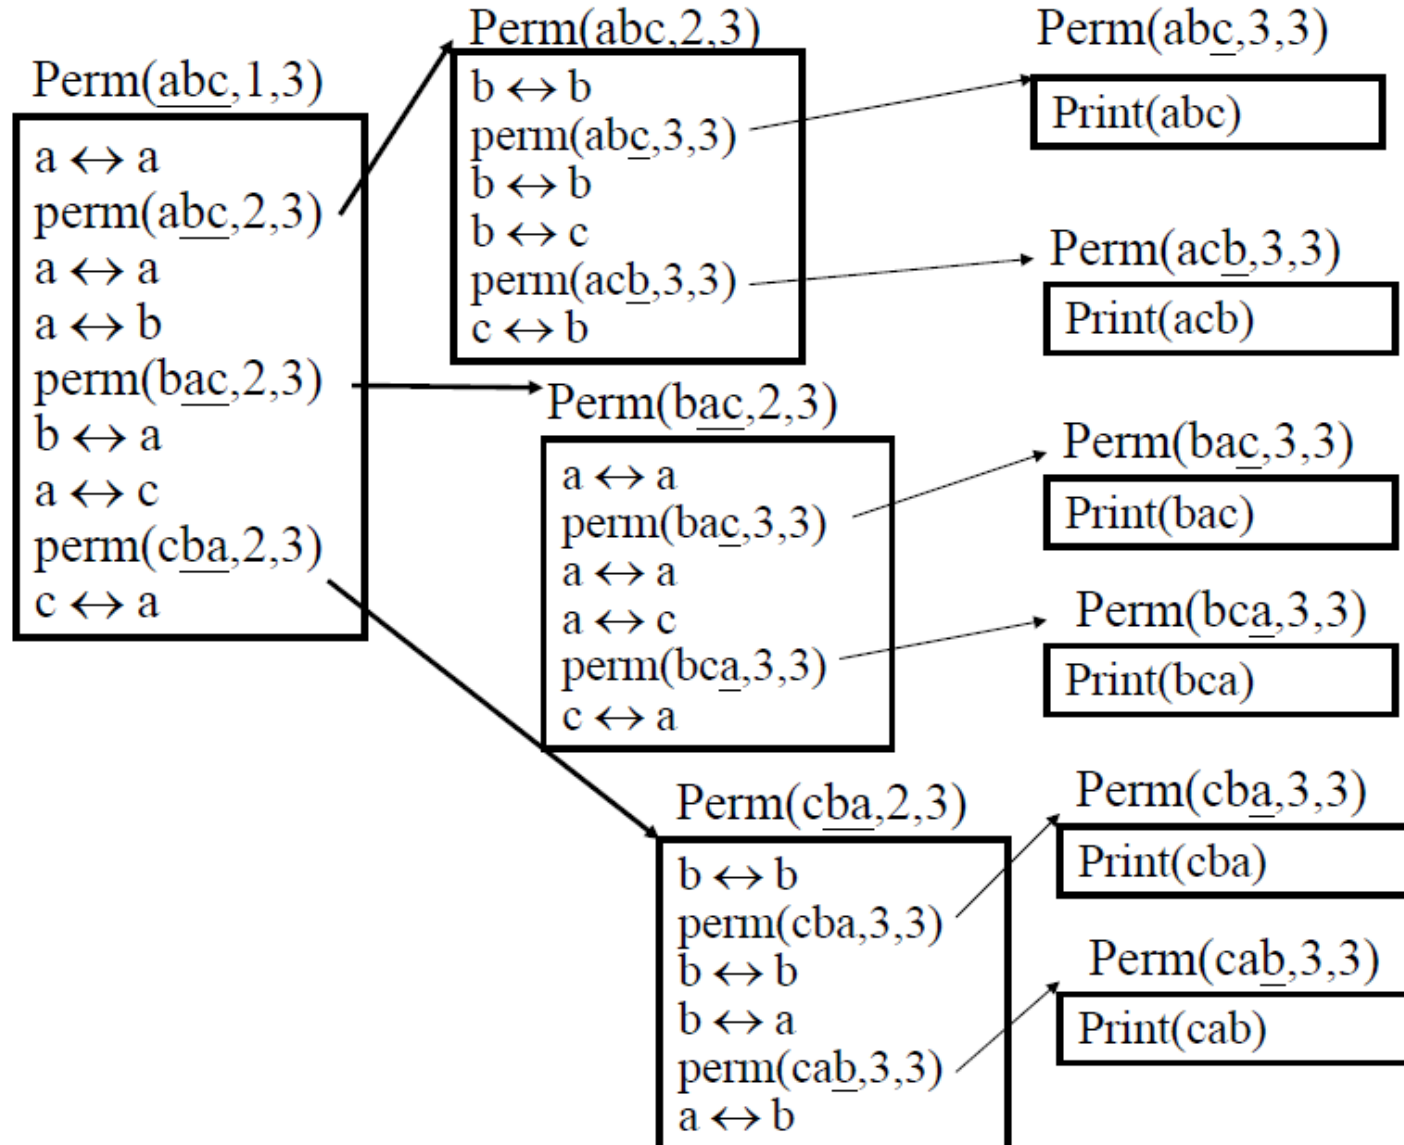 Perm(abc,1,3)
a ↔ a
perm(abc,2,3)
a ↔ a
a ↔ b
perm(bac,2,3)
b ↔ a
a ↔ c
perm(cba,2,3)
c ↔ a
Perm(abc,2,3)
b ↔ b
perm(abc,3,3)
b ↔ b
b ↔ c
perm(acb,3,3)
c ↔ b
Perm(bac,2,3)
a ↔ a
perm(bac,3,3)
a ↔ a
a ↔ c
perm(bca,3,3)
c ↔ a
Perm(cba,2,3)
b ↔ b
perm(cba,3,3)
b ↔ b
b ↔ a
perm(cab,3,3)
a ↔ b
Perm(abc,3,3)
Print(abc)
Perm(acb,3,3)
Print(acb)
Perm(bac,3,3)
Print(bac)
Perm(bca,3,3)
Print(bca)
Perm(cba,3,3)
Print(cba)
Perm(cab,3,3)
Print(cab)